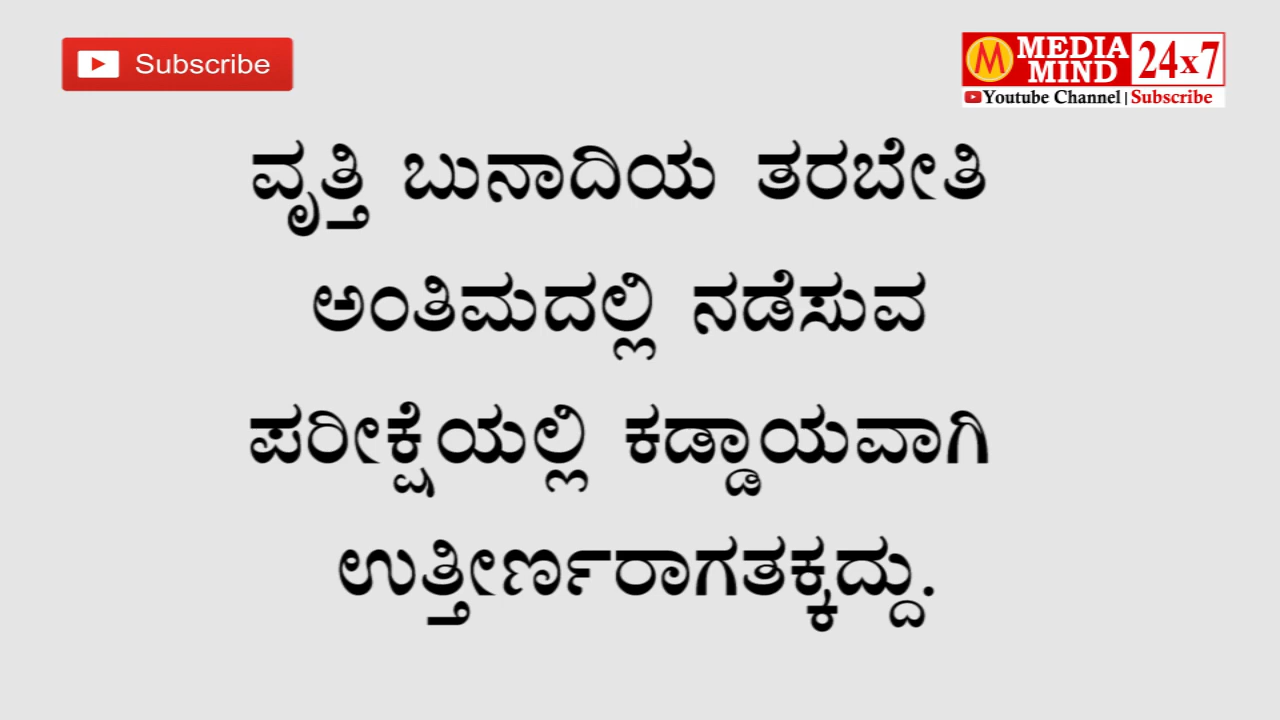 Subscribe
MEDIA MIND 24x7
Youtube Channel | Subscribe
ವೃತ್ತಿ ಬುನಾದಿಯ ತರಬೇತಿ
ಅಂತಿಮದಲ್ಲಿ ನಡೆಸುವ
ಪರೀಕ್ಷೆಯಲ್ಲಿ ಕಡ್ಡಾಯವಾಗಿ
ಉತ್ತೀರ್ಣರಾಗತಕ್ಕದ್ದು.